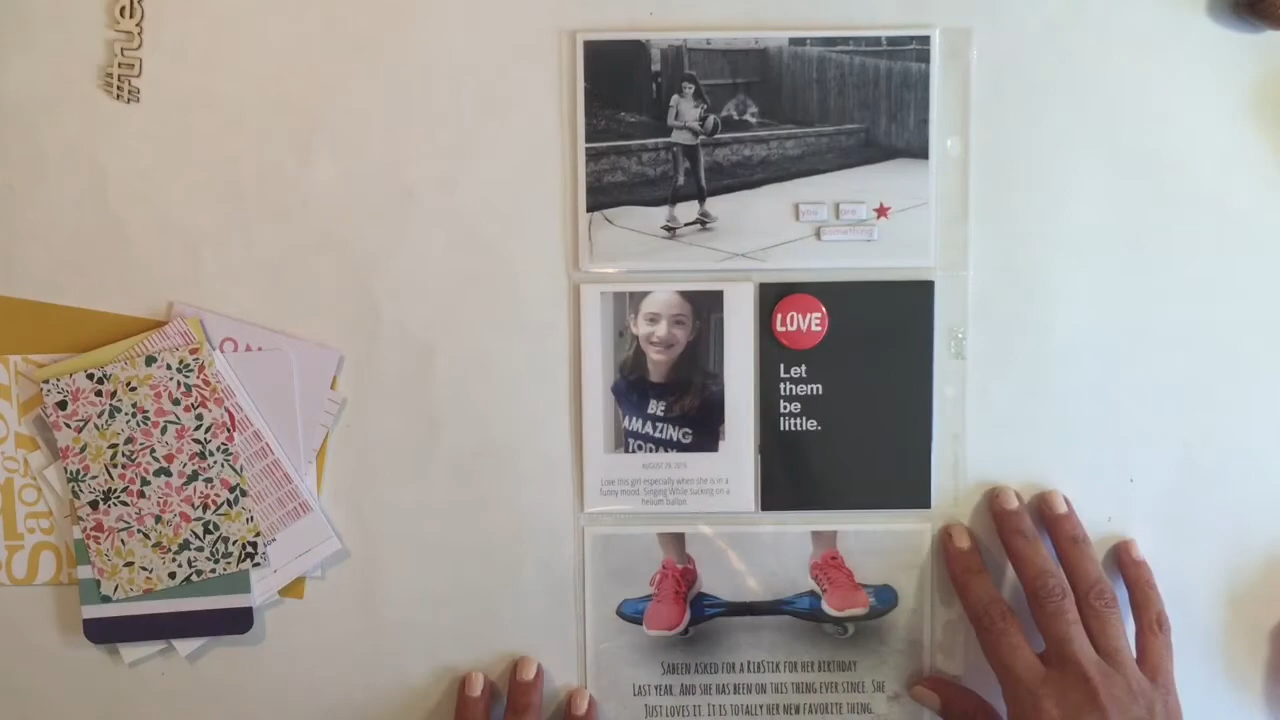 #true
you are
something
BE
AMAZING
TODAY
AUGUST 28, 2016
Love this girl especially when she is in a
funny mood. Singing While sucking on a
helium ballon.
LOVE
Let
them
be
little.
SABEEN ASKED FOR A RIBSTIK FOR HER BIRTHDAY
LAST YEAR. AND SHE HAS BEEN ON THIS THING EVER SINCE. SHE
JUST LOVES IT. IT IS TOTALLY HER NEW FAVORITE THING.